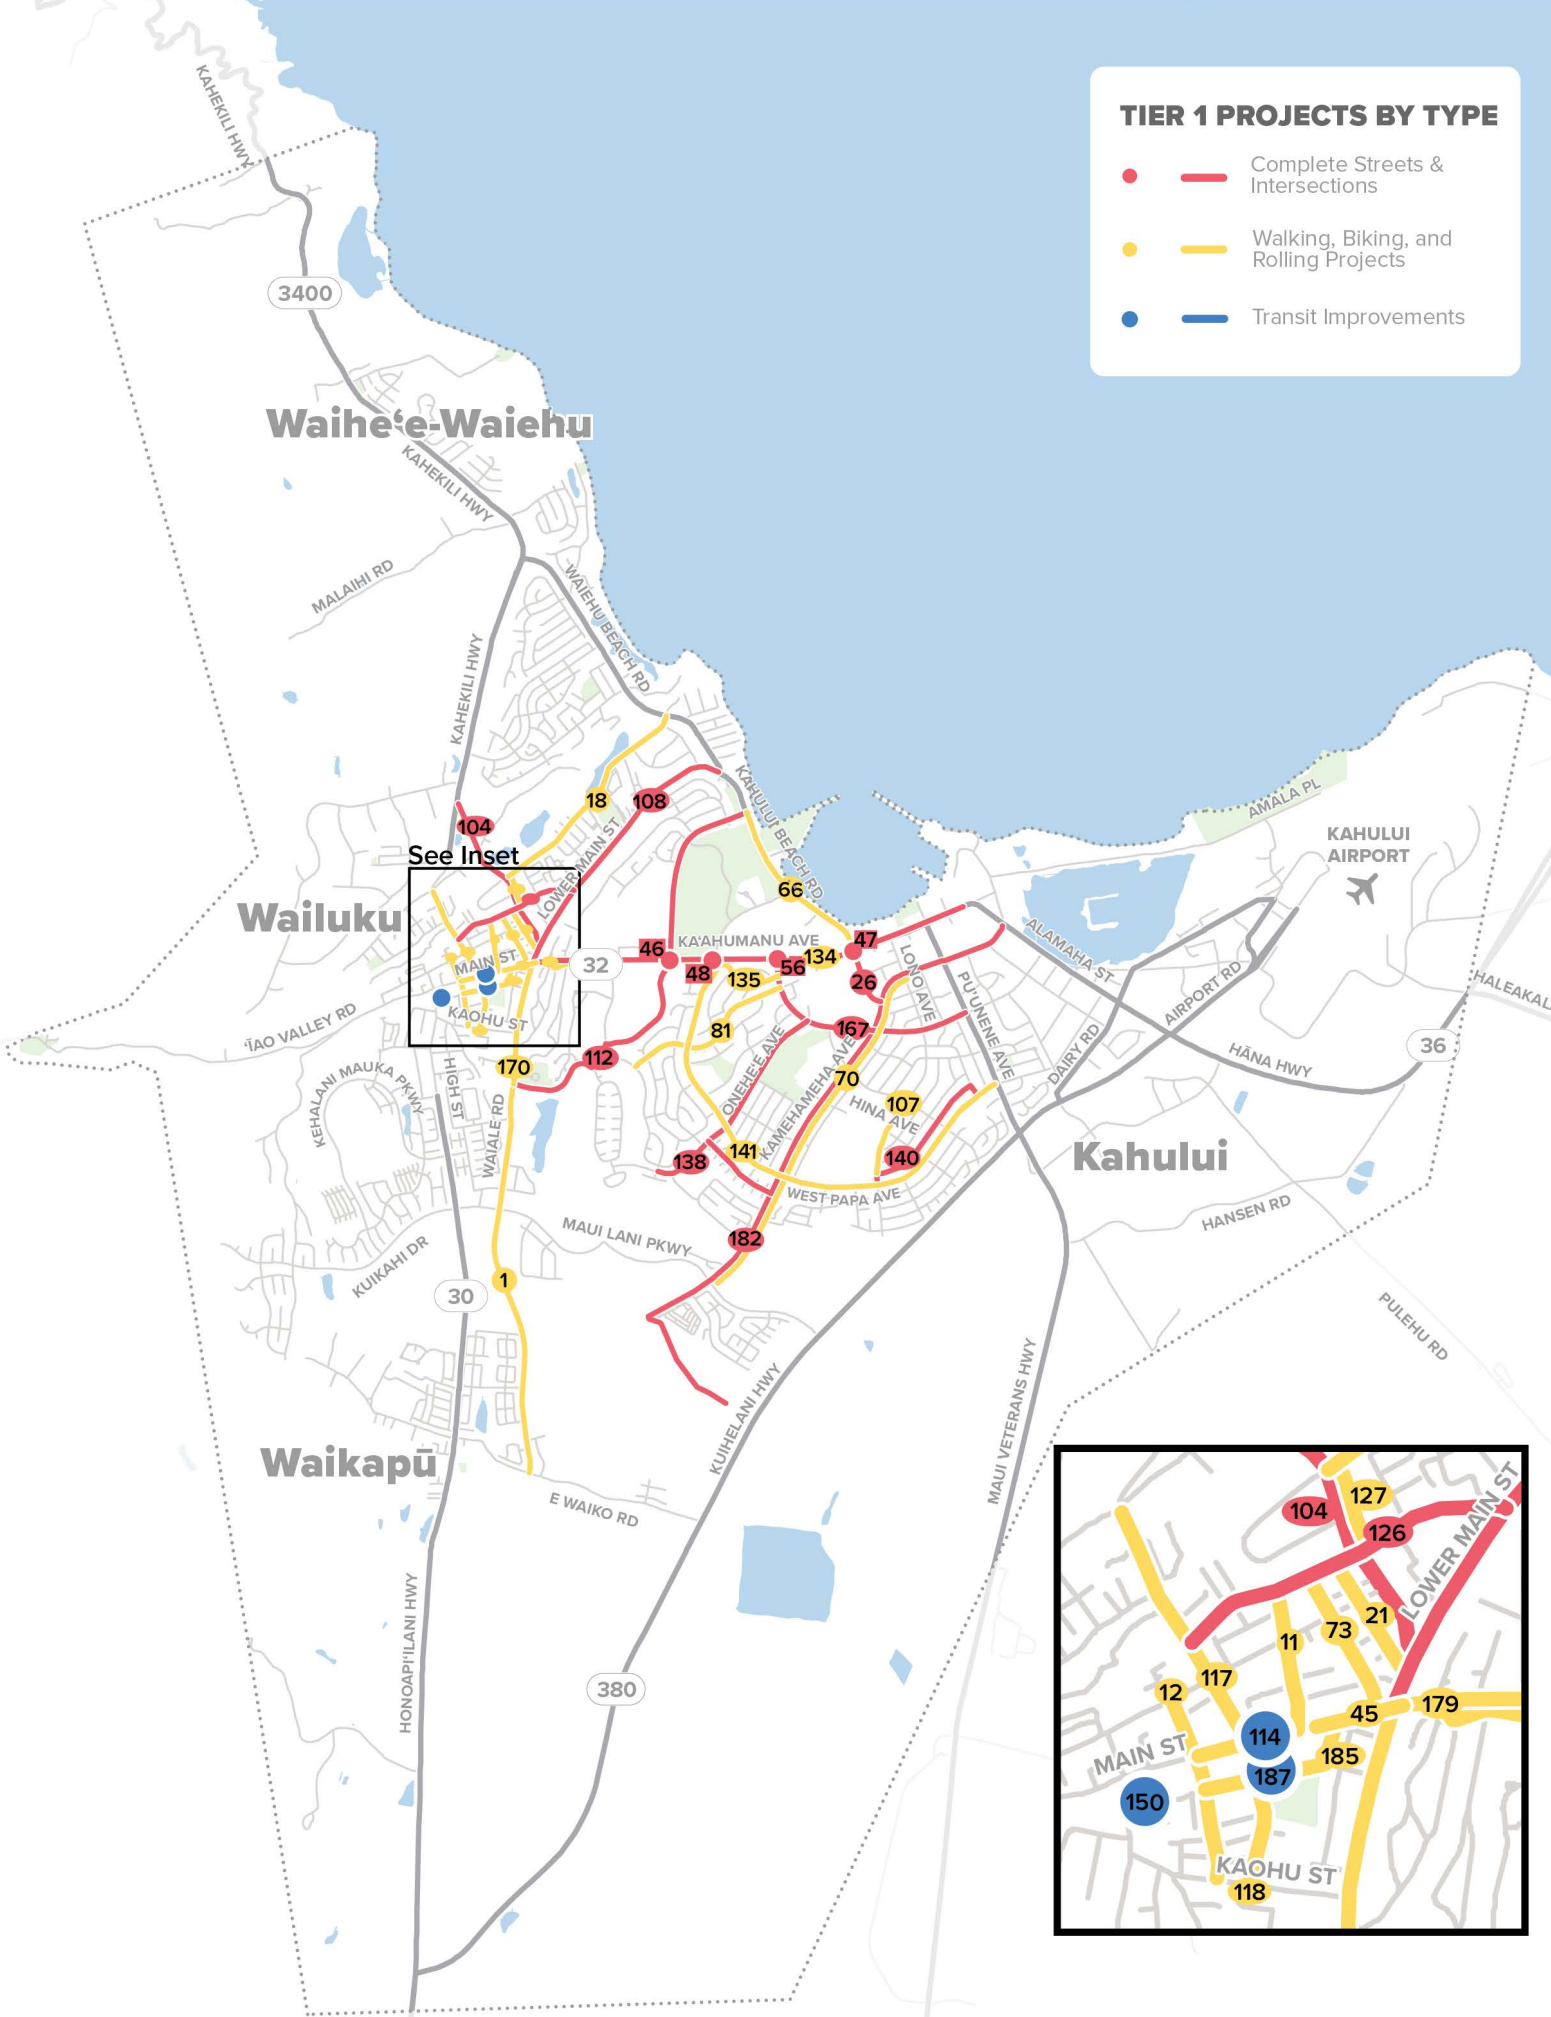 KAHEKILI HWY
TIER 1 PROJECTS BY TYPE
Complete Streets &
Intersections
Walking, Biking, and
Rolling Projects
Transit Improvements
3400
Waiheʻe-Waiehu
KAHEKILI HWY
MALAIHI RD
WAIEHU BEACH RD
KAHEKILI HWY
18
108
104
LOWER MAIN ST
KAHULUI BEACH RD
AMALA PL
KAHULUI
AIRPORT
See Inset
66
Wailuku
46
KAʻAHUMANU AVE
47
134
MAIN ST
32
48
56
135
26
LONO AVE
ALAMAHA ST
PUʻUNENE AVE
AIRPORT RD
HALEAKAL
KAOHU ST
ʻĪAO VALLEY RD
81
167
36
HĀNA HWY
DAIRY RD
170
112
ONEHEE AVE
KAMEHAMEHA AVE
70
107
HINA AVE
KEHALANI MAUKA PKWY
HIGH ST
WAIALE RD
138
141
140
Kahului
WEST PAPA AVE
HANSEN RD
MAUI LANI PKWY
182
KUIKAHI DR
1
30
PULEHU RD
KUIHELANI HWY
MAUI VETERANS HWY
Waikapū
E WAIKO RD
HONOAPIʻILANI HWY
380
104
127
126
LOWER MAIN ST
21
73
11
117
12
45
179
114
185
MAIN ST
187
150
KAOHU ST
118